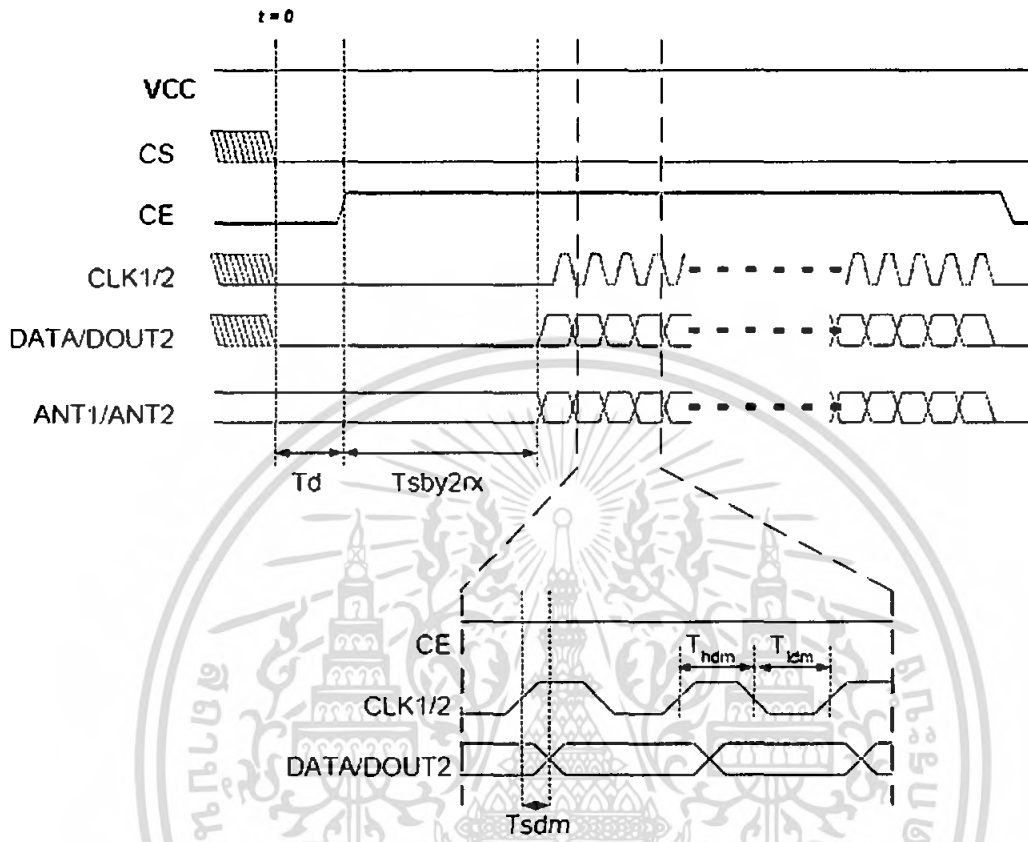 t = 0
VCC
CS
CE
CLK1/2
DATA/DOUT2
ANT1/ANT2
Td Tsby2rx
CE
Thdm Tldm
CLK1/2
DATA/DOUT2
Tsdm